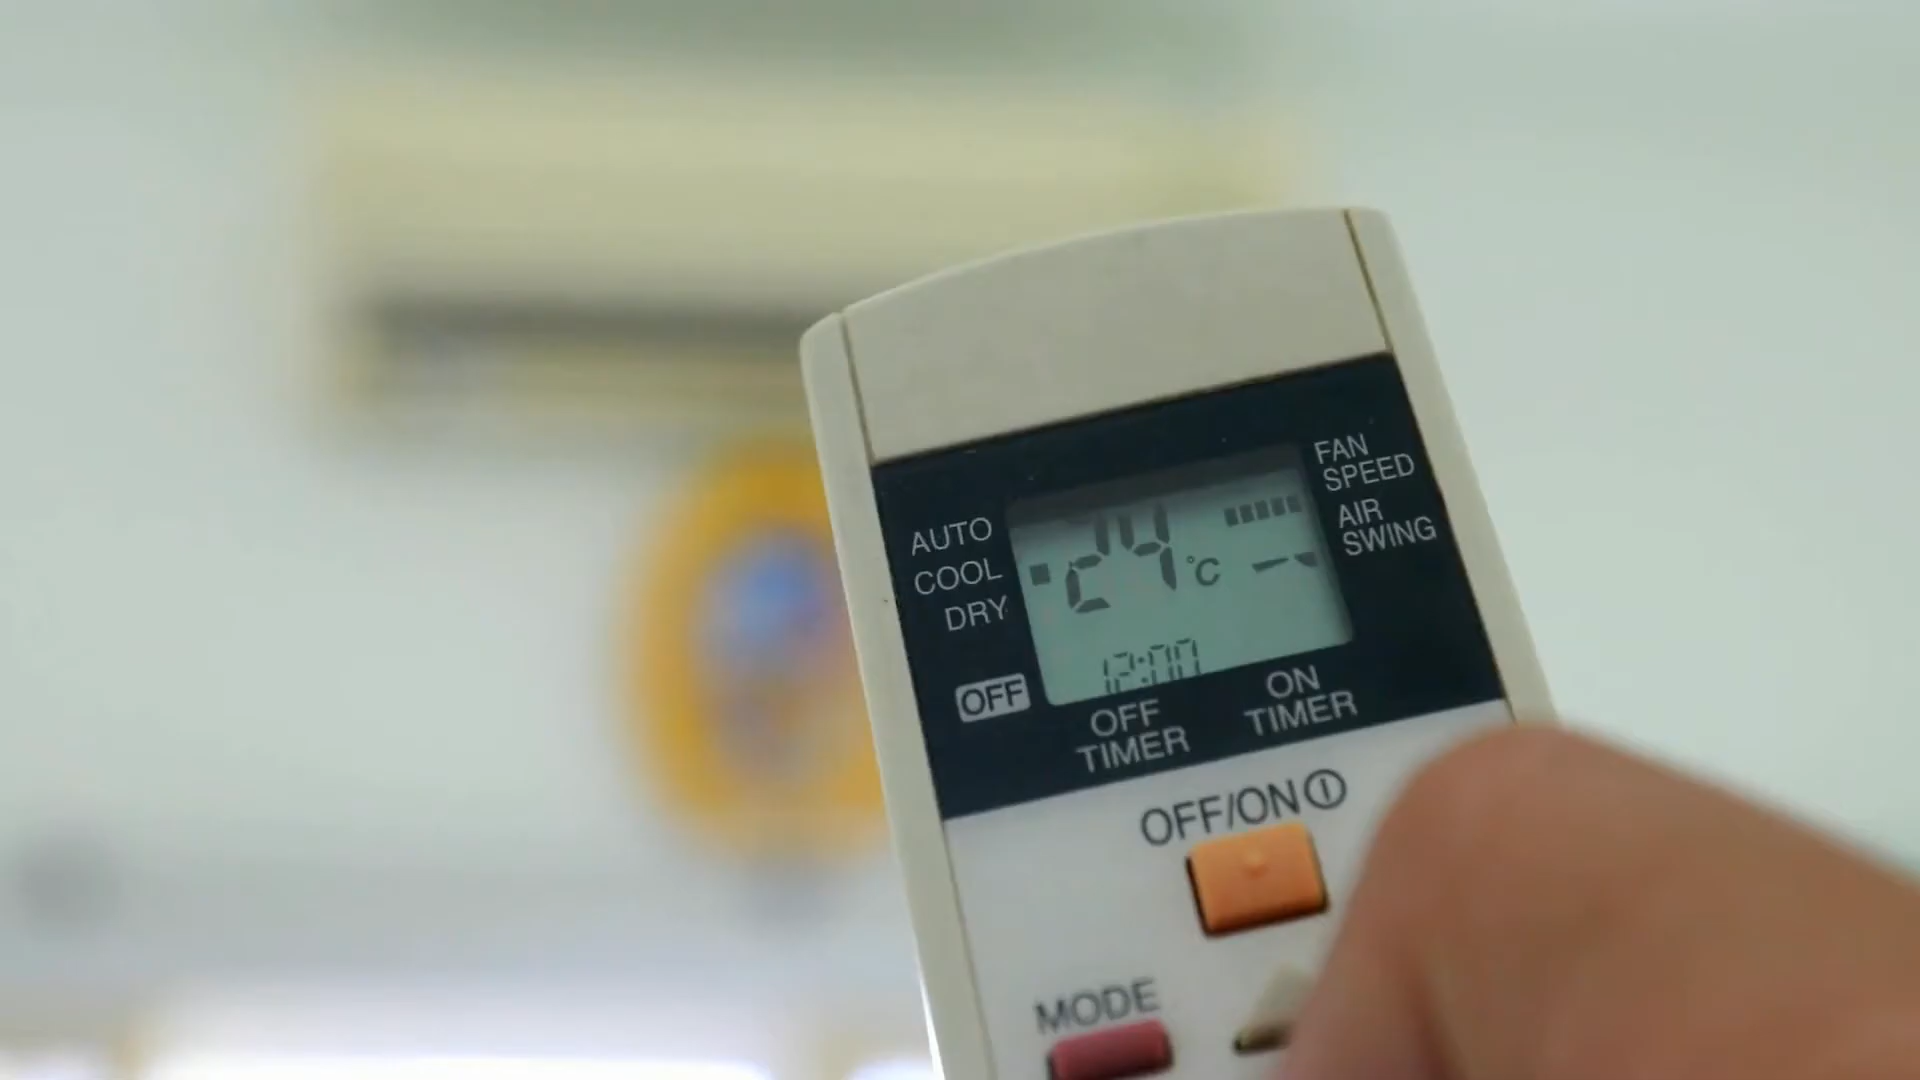 FAN
SPEED
AIR
SWING
AUTO
COOL
DRY
24 °C
12:00
OFF
OFF
TIMER
ON
TIMER
OFF/ON
MODE